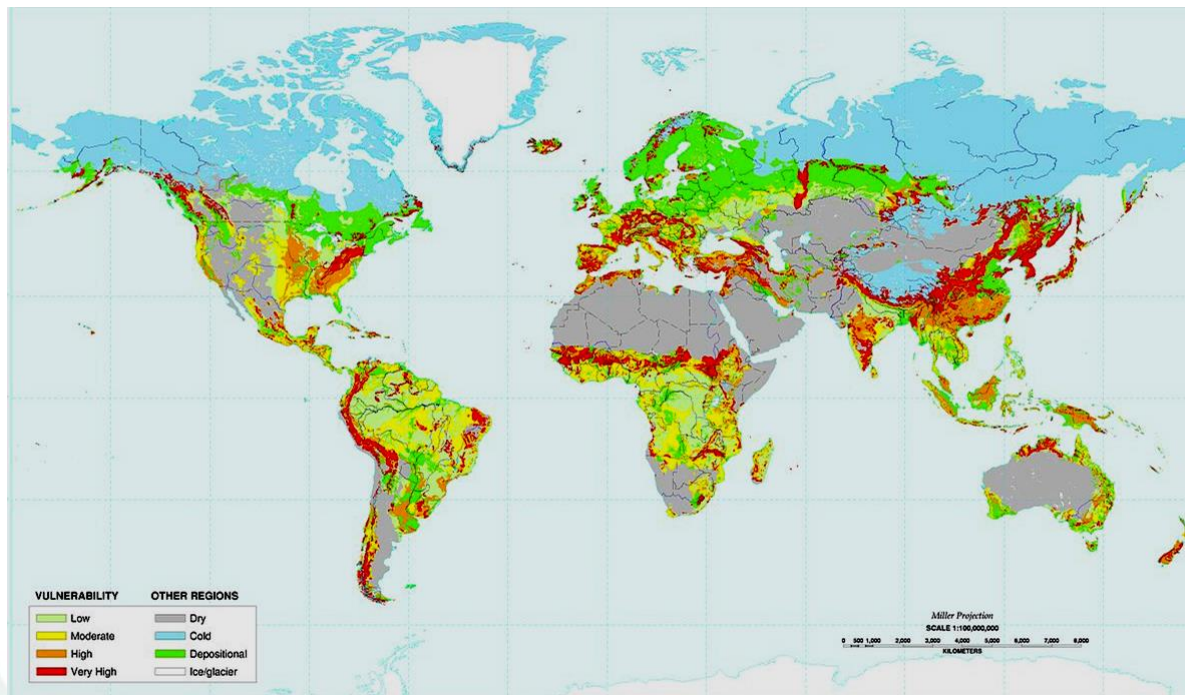 VULNERABILITY OTHER REGIONS
Low Dry
Moderate Cold
High Depositional
Very High Ice/glacier
Miller Projection
SCALE 1:100,000,000
0 500 1,000 2,000 3,000 4,000 5,000 6,000 7,000 8,000
KILOMETERS